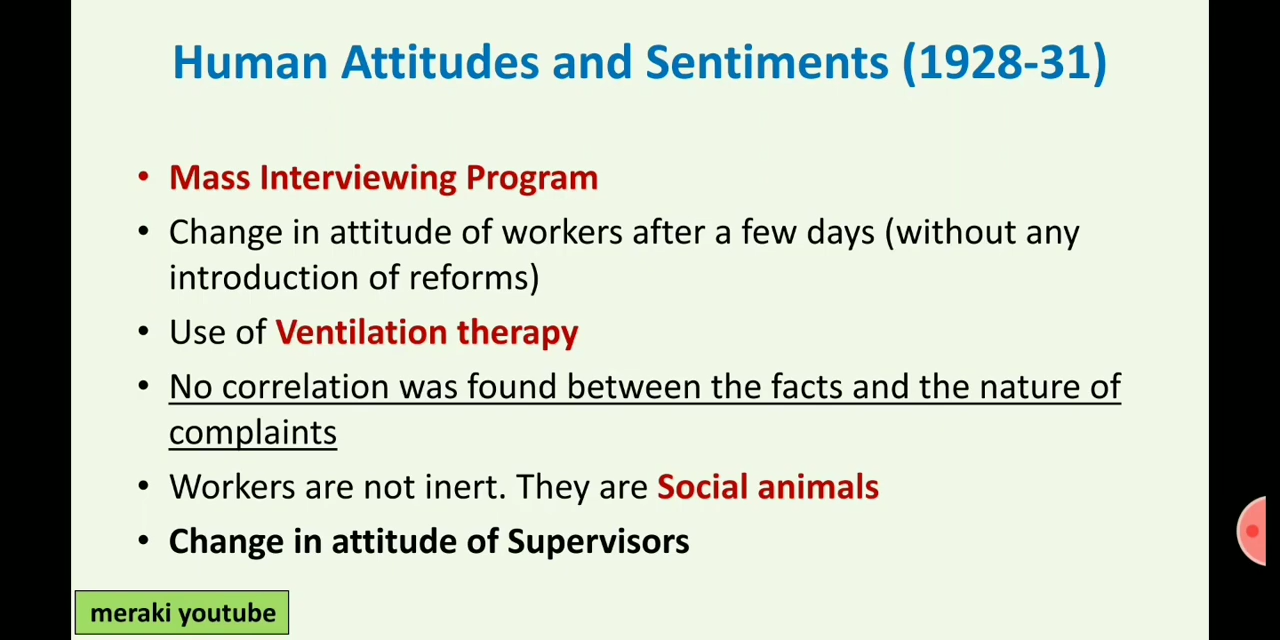 Human Attitudes and Sentiments (1928-31)
• Mass Interviewing Program
• Change in attitude of workers after a few days (without any
introduction of reforms)
• Use of Ventilation therapy
• No correlation was found between the facts and the nature of
complaints
• Workers are not inert. They are Social animals
• Change in attitude of Supervisors
meraki youtube